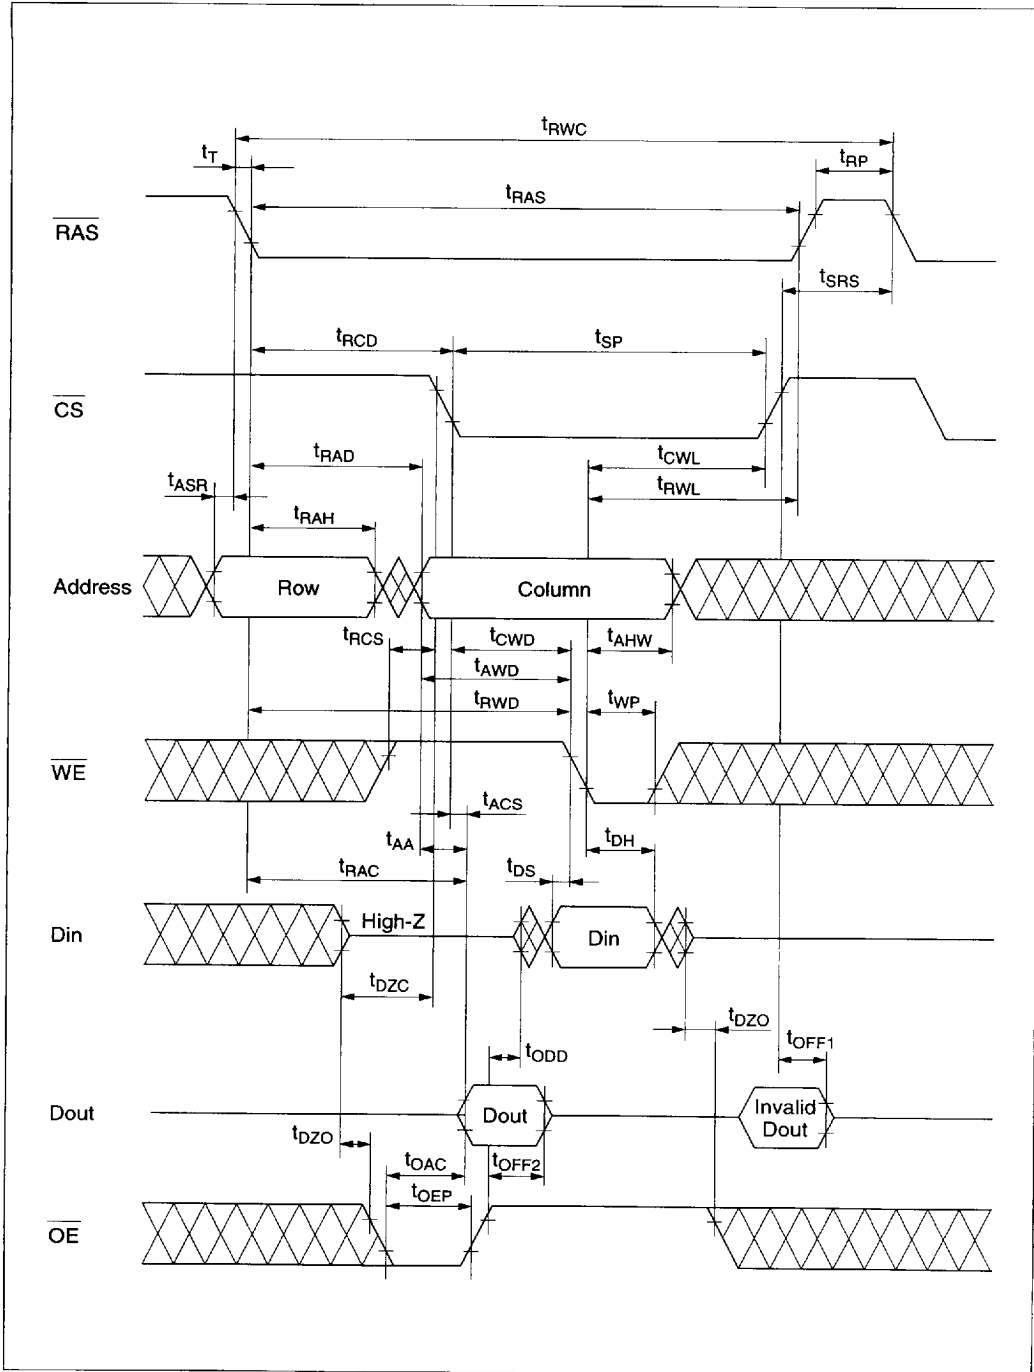 tRWC
tT
tRP
tRAS
RAS
tSRS
tRCD
tSP
CS
tRAD
tCWL
tASR
tRWL
tRAH
Address
Row
Column
tRCS
tCWD
tAHW
tAWD
tRWD
tWP
WE
tACS
tAA
tDH
tRAC
tDS
Din
High-Z
Din
tDZC
tDZO
tODD
tOFF1
Dout
Dout
Invalid
Dout
tDZO
tOAC
tOFF2
tOEP
OE